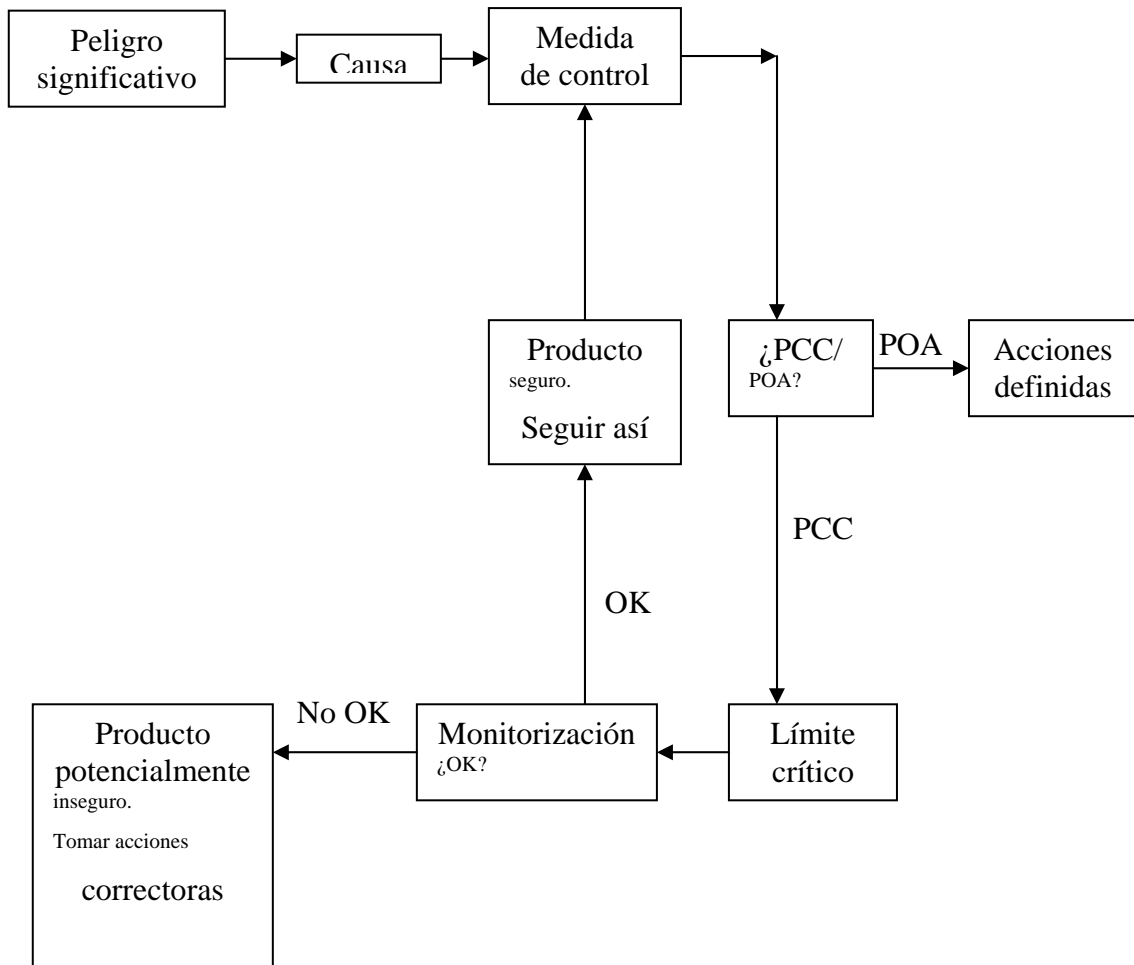 Peligro
significativo
Causa
Medida
de control
Producto
seguro.
Seguir así
¿PCC/
POA?
POA
Acciones
definidas
PCC
OK
Producto
potencialmente
inseguro.
Tomar acciones
correctoras
No OK
Monitorización
¿OK?
Límite
crítico